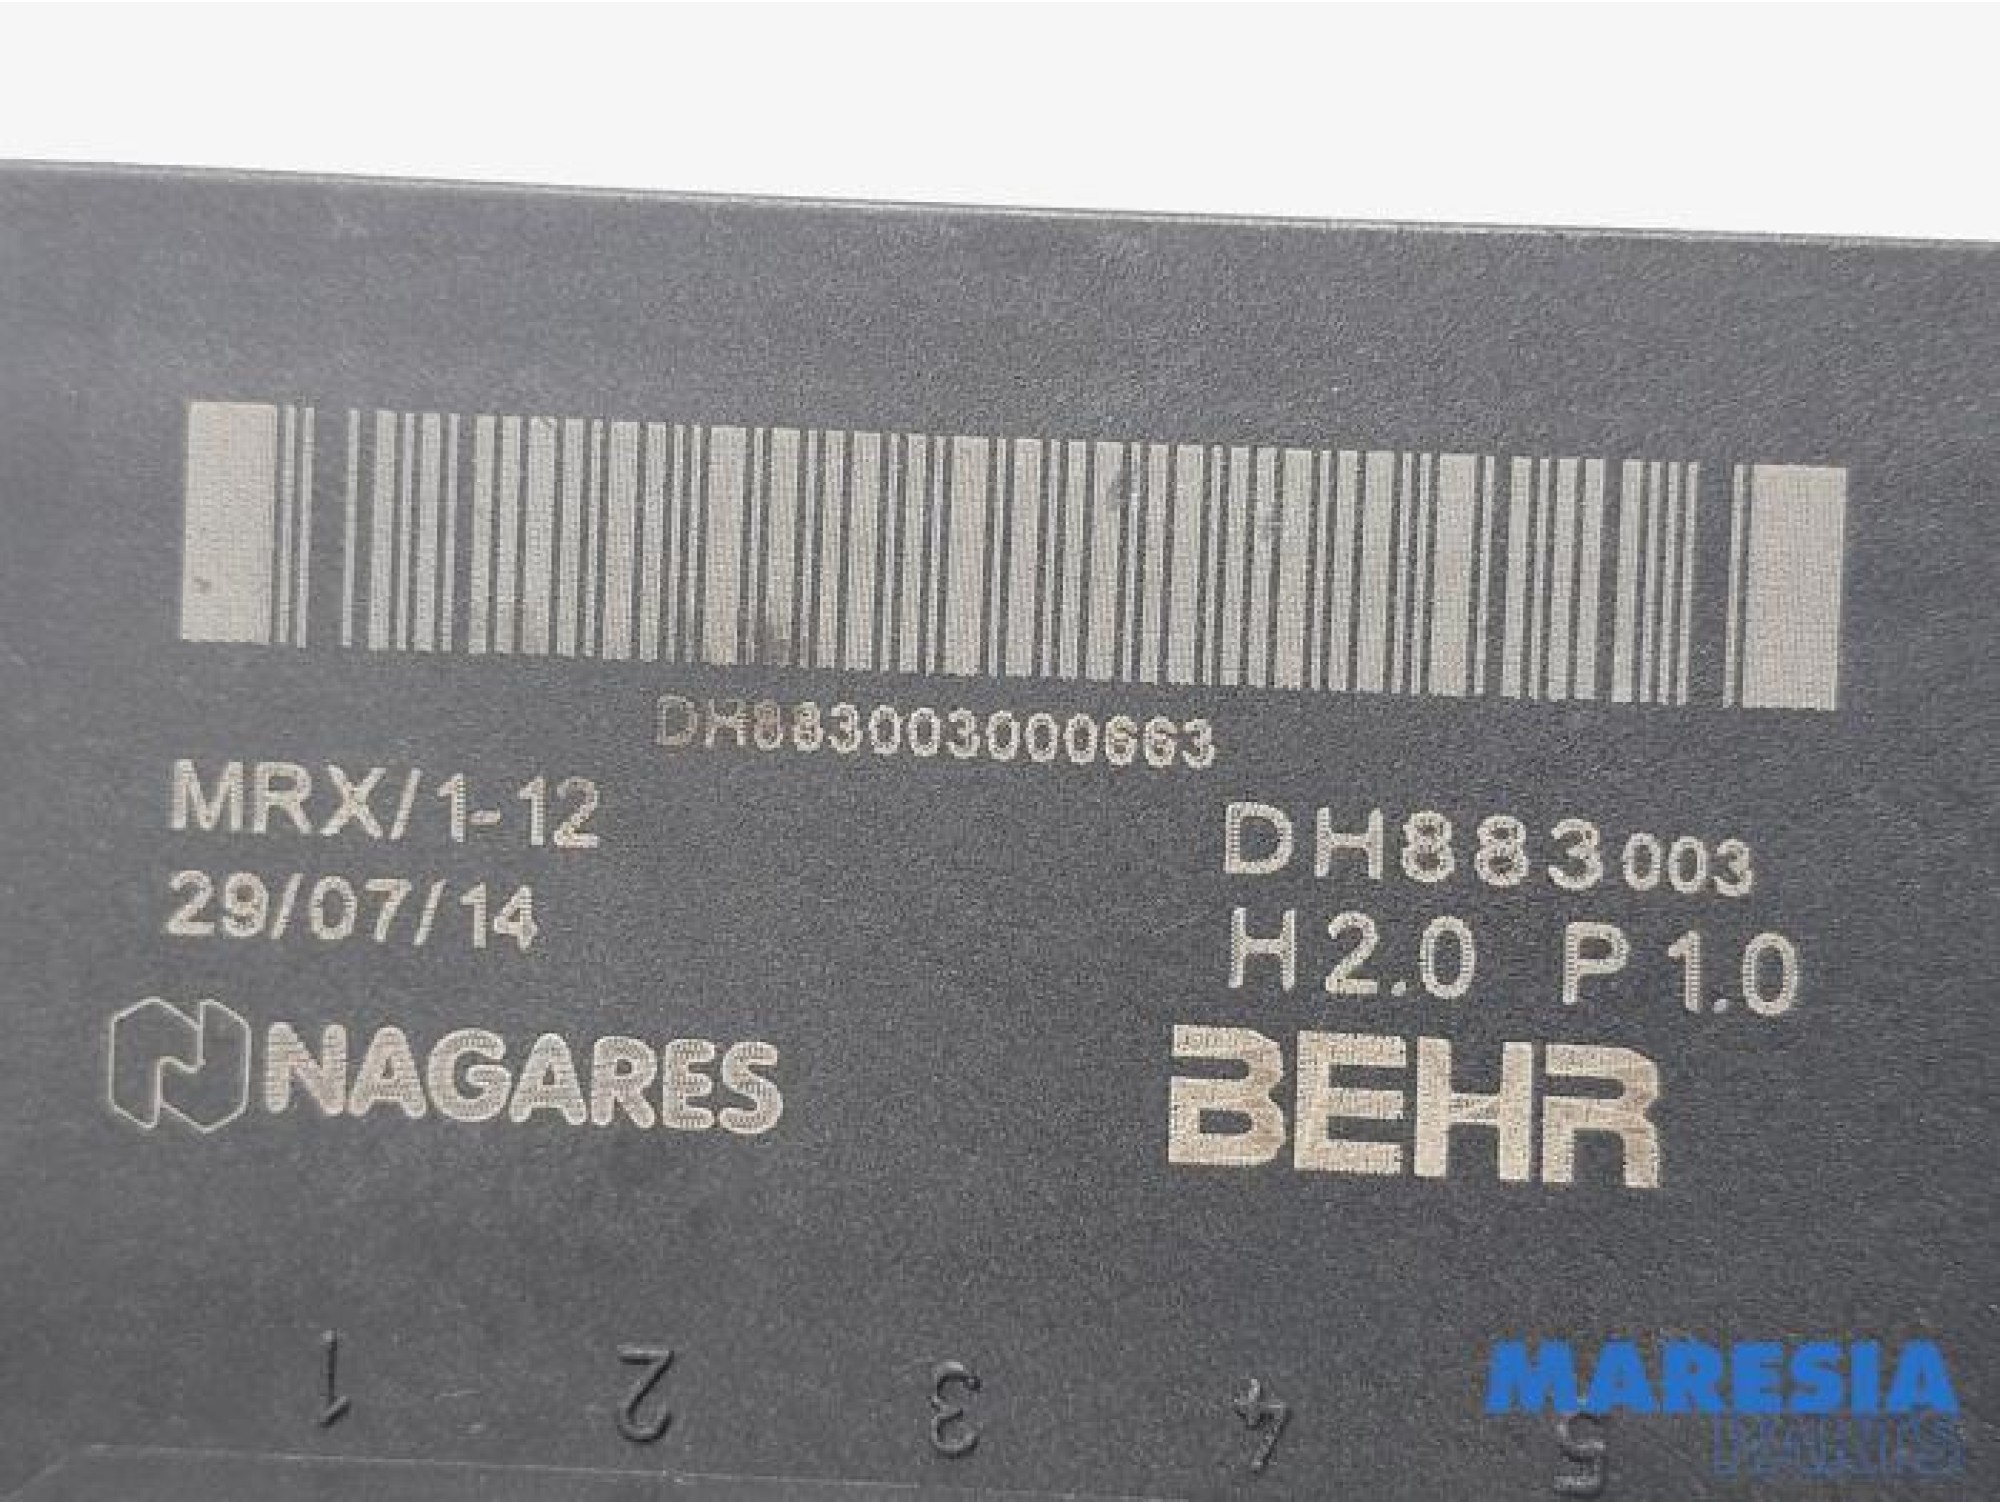 DH883003000663
MRX/1-12
29/07/14
DH883003
H2.0 P1.0
NAGARES
BEHR
1 2 3 4 5
MARESIA
PARTS